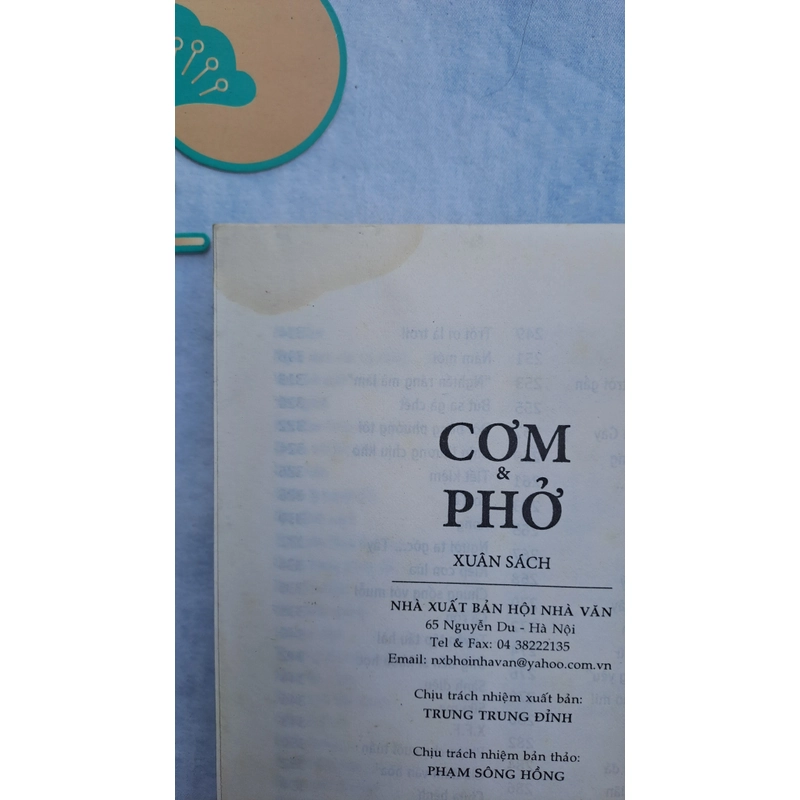 CƠM
&
PHỞ
XUÂN SÁCH
NHÀ XUẤT BẢN HỘI NHÀ VĂN
65 Nguyễn Du - Hà Nội
Tel & Fax: 04 38222135
Email: nxbhoinhavan@yahoo.com.vn
Chịu trách nhiệm xuất bản:
TRUNG TRUNG ĐỈNH
Chịu trách nhiệm bản thảo:
PHẠM SÔNG HỒNG